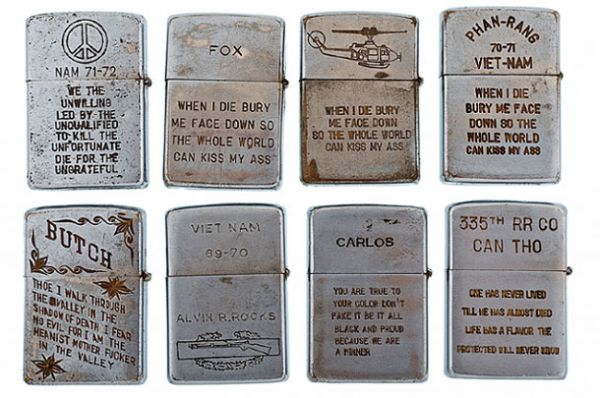 NAM 71-72
WE THE
UNWILLING
LED BY THE
UNQUALIFIED
TO KILL THE
UNFORTUNATE
DIE FOR THE
UNGRATEFUL
FOX
WHEN I DIE BURY
ME FACE DOWN SO
THE WHOLE WORLD
CAN KISS MY ASS
WHEN I DIE BURY
ME FACE DOWN
SO THE WHOLE WORLD
CAN KISS MY ASS
PHAN-RANG
70-71
VIET-NAM
WHEN I DIE
BURY ME FACE
DOWN SO THE
WHOLE WORLD
CAN KISS MY ASS
BUTCH
THOE I WALK THROUGH
THE VALLEY IN THE
SHADOW OF DEATH I FEAR
NO EVIL FOR I AM THE
MEANIST MOTHER FUCKER
IN THE VALLEY
VIET NAM
69-70
ALVIN R.ROCKS
CARLOS
YOU ARE TRUE TO
YOUR COLOR DON'T
FAKE IT BE IT ALL
BLACK AND PROUD
BECAUSE WE ARE
A WINNER
335TH RR CO
CAN THO
ONE HAS NEVER LIVED
TILL HE HAS ALMOST DIED
LIFE HAS A FLAVOR THE
PROTECTED WILL NEVER KNOW